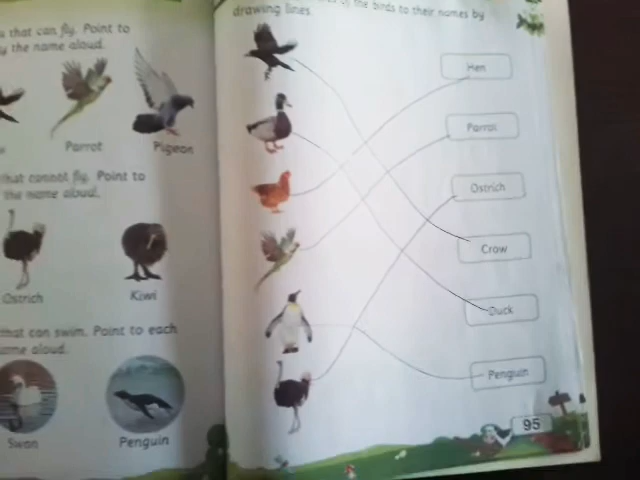 that can fly. Point to
the name aloud.
Parrot
Pigeon
that cannot fly. Point to
the name aloud.
Ostrich
Kiwi
that can swim. Point to each
name aloud.
Swan
Penguin
of the birds to their names by
drawing lines.
Hen
Parrot
Ostrich
Crow
Duck
Penguin
95